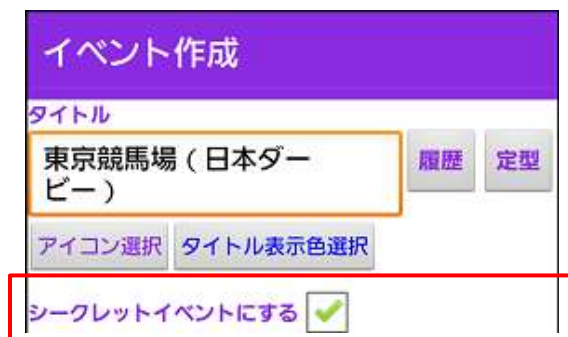 イベント作成
タイトル
東京競馬場（日本ダー
ビー）
履歴
定型
アイコン選択
タイトル表示色選択
シークレットイベントにする